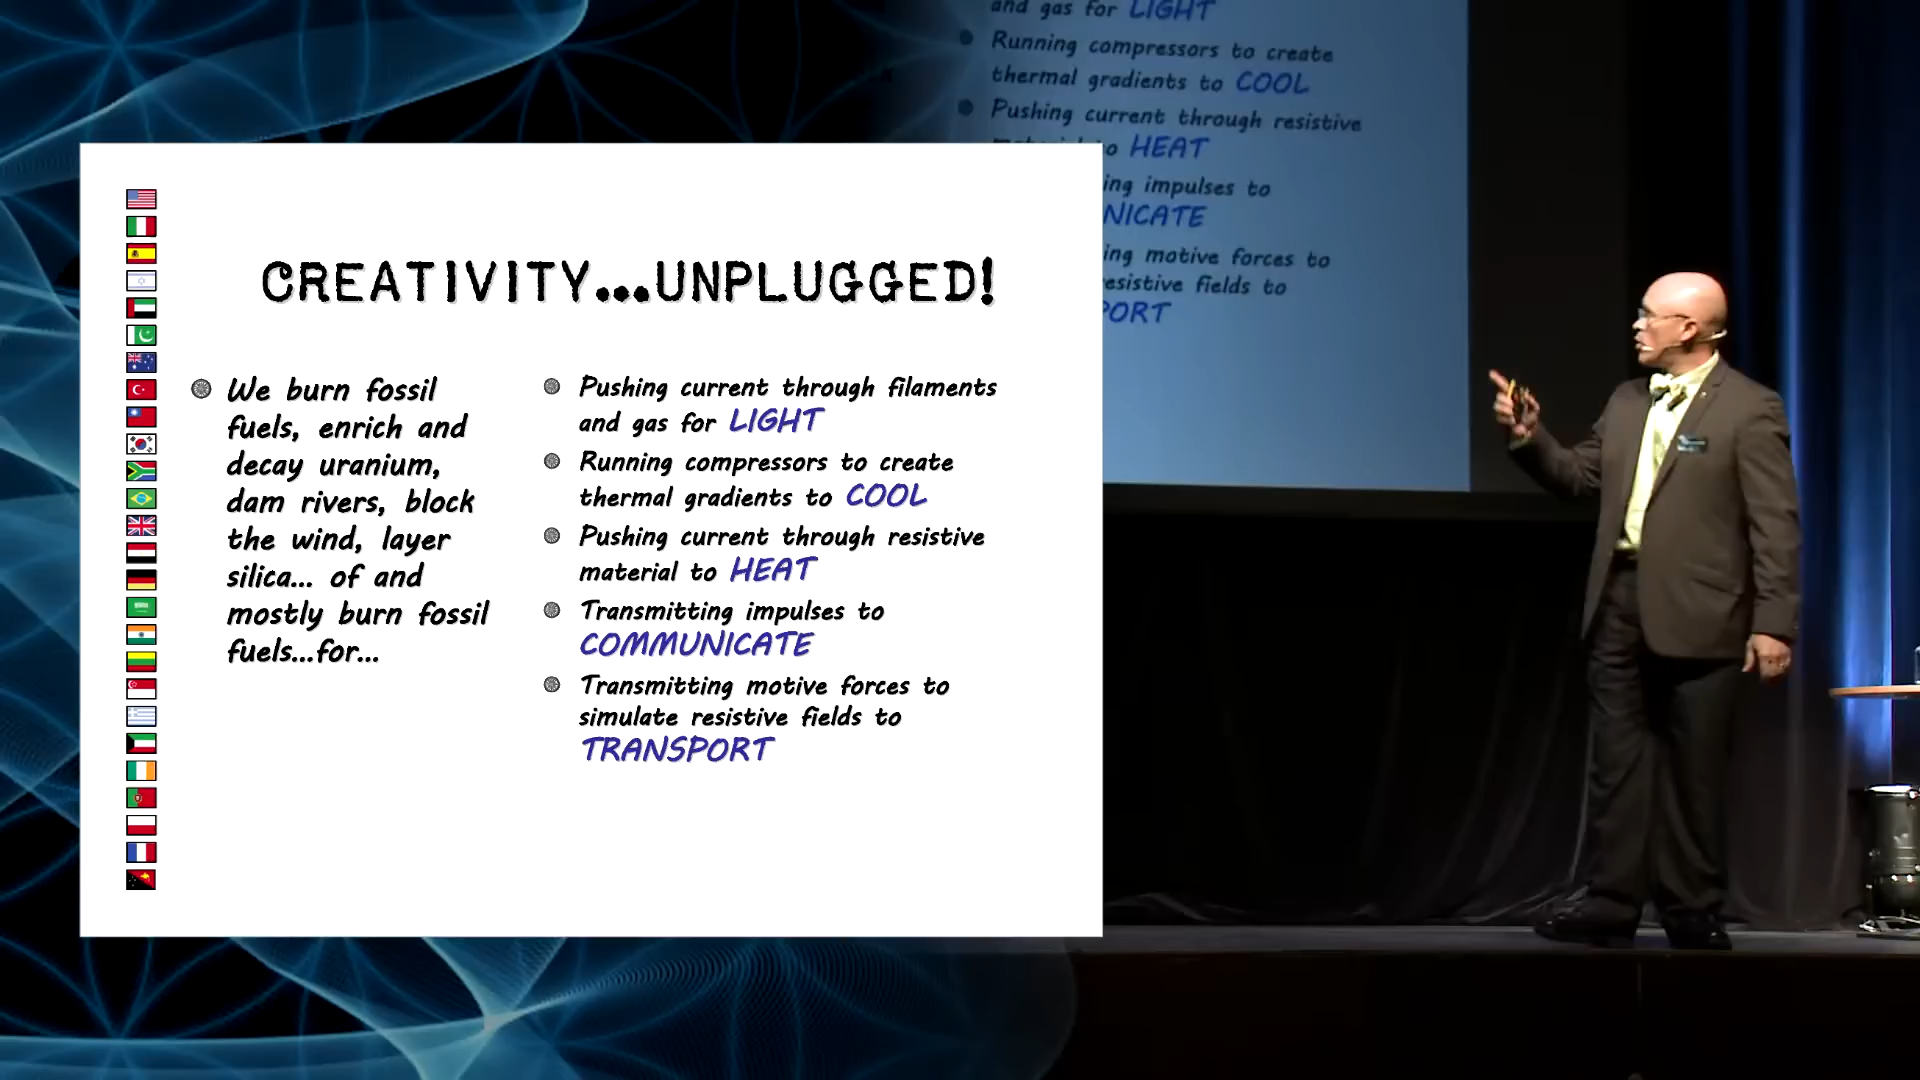 CREATIVITY...UNPLUGGED!
We burn fossil
fuels, enrich and
decay uranium,
dam rivers, block
the wind, layer
silica... of and
mostly burn fossil
fuels...for...
Pushing current through filaments
and gas for LIGHT
Running compressors to create
thermal gradients to COOL
Pushing current through resistive
material to HEAT
Transmitting impulses to
COMMUNICATE
Transmitting motive forces to
simulate resistive fields to
TRANSPORT
and gas for LIGHT
Running compressors to create
thermal gradients to COOL
Pushing current through resistive
to HEAT
ing impulses to
NICATE
ing motive forces to
esistive fields to
PORT